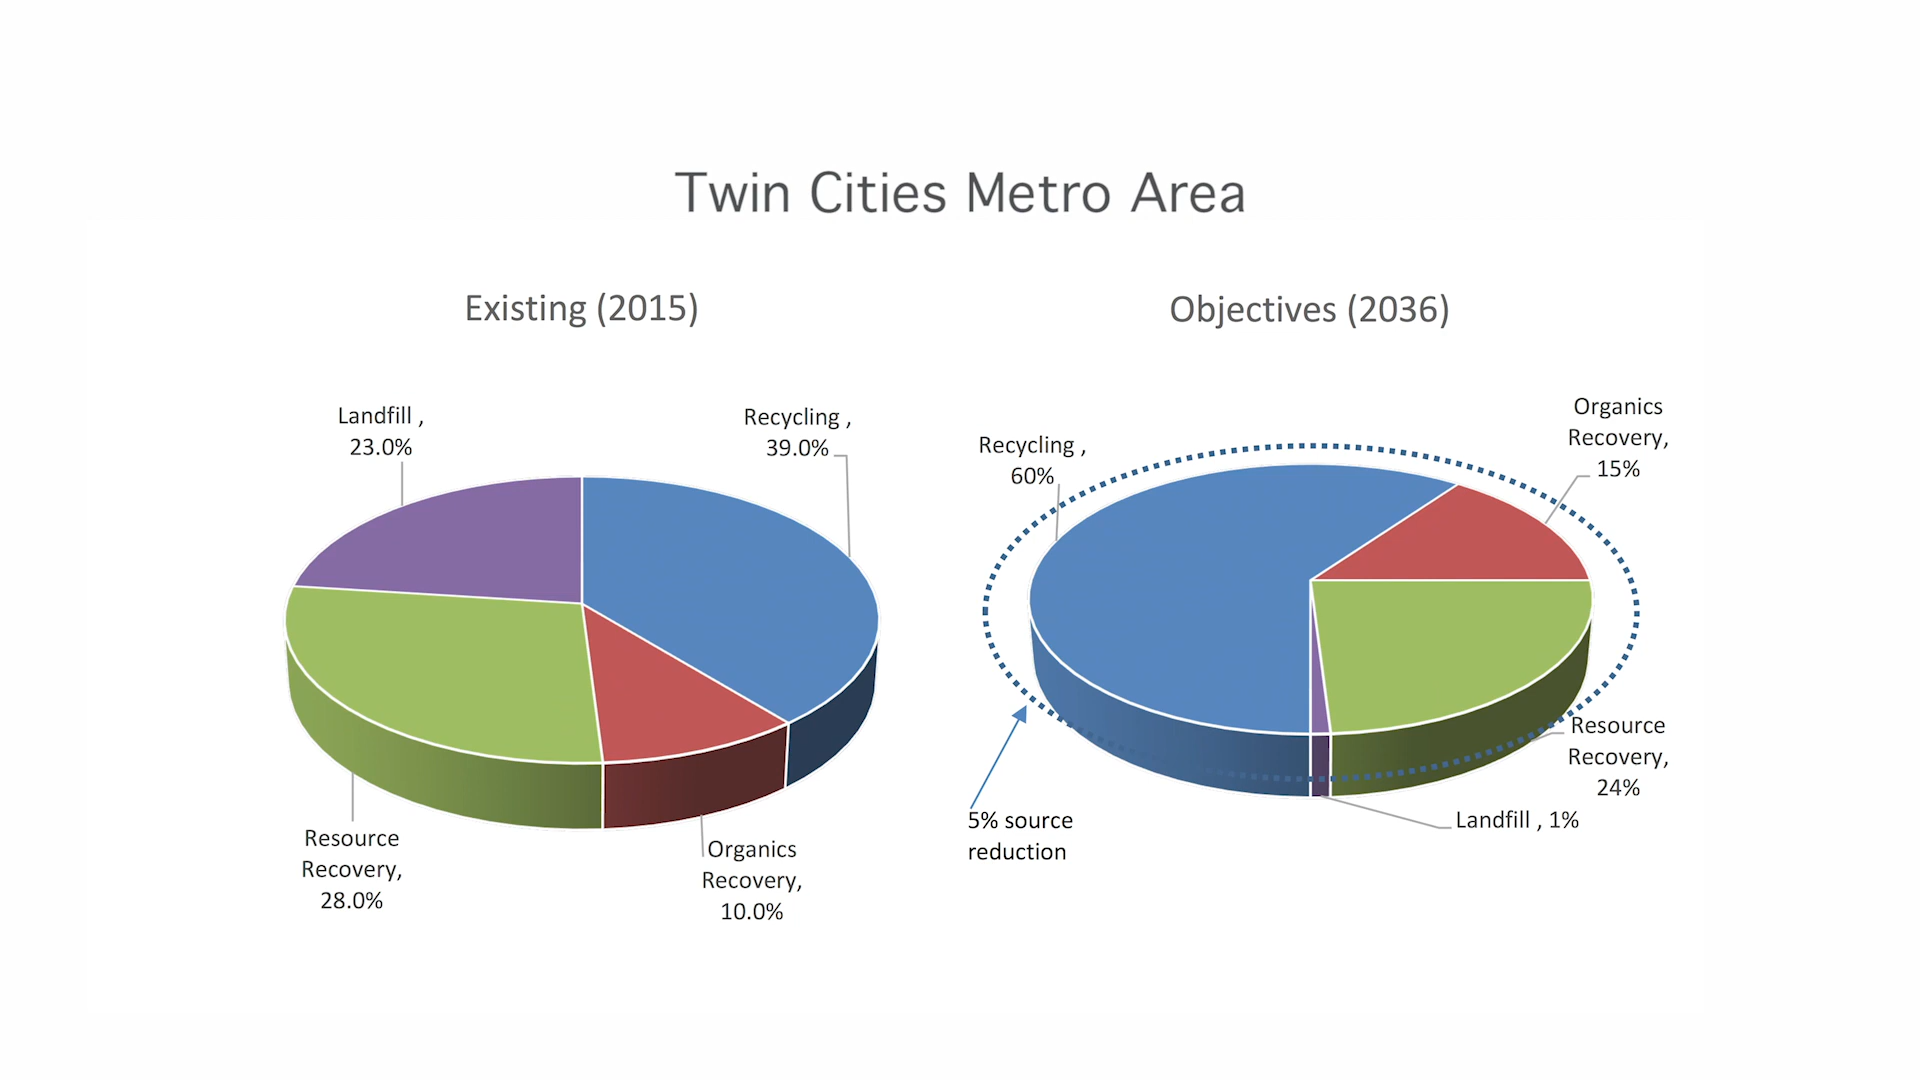 Twin Cities Metro Area
Existing (2015)
Landfill ,
23.0%
Recycling ,
39.0%
Resource
Recovery,
28.0%
Organics
Recovery,
10.0%
Objectives (2036)
Recycling ,
60%
Organics
Recovery,
15%
Resource
Recovery,
24%
Landfill , 1%
5% source
reduction